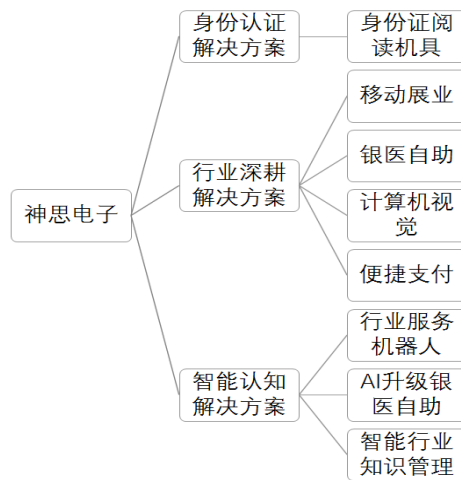 神思电子
身份认证
解决方案
身份证阅
读机具
行业深耕
解决方案
移动展业
银医自助
计算机视
觉
便捷支付
智能认知
解决方案
行业服务
机器人
AI升级银
医自助
智能行业
知识管理